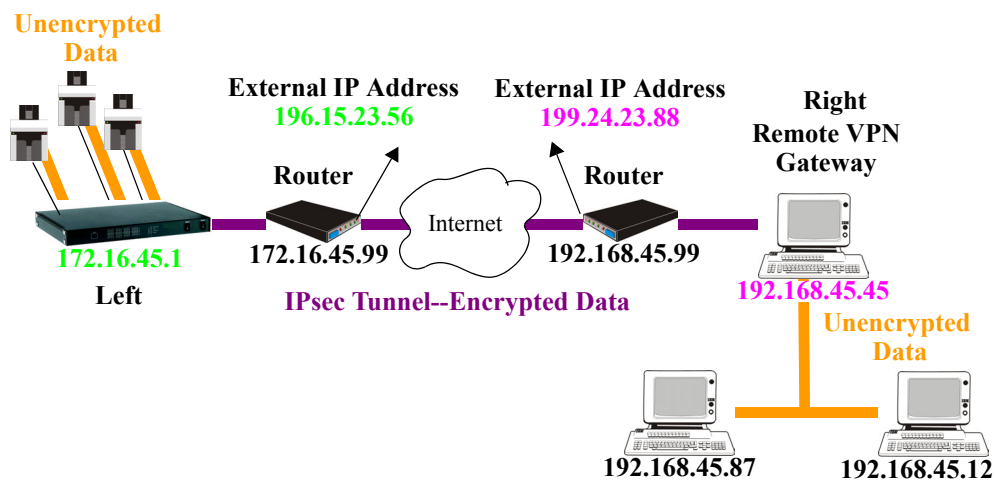 Unencrypted
Data
External IP Address
196.15.23.56
External IP Address
199.24.23.88
Right
Remote VPN
Gateway
Router
Router
Internet
172.16.45.1
172.16.45.99
192.168.45.99
Left
IPsec Tunnel--Encrypted Data
192.168.45.45
Unencrypted
Data
192.168.45.87
192.168.45.12